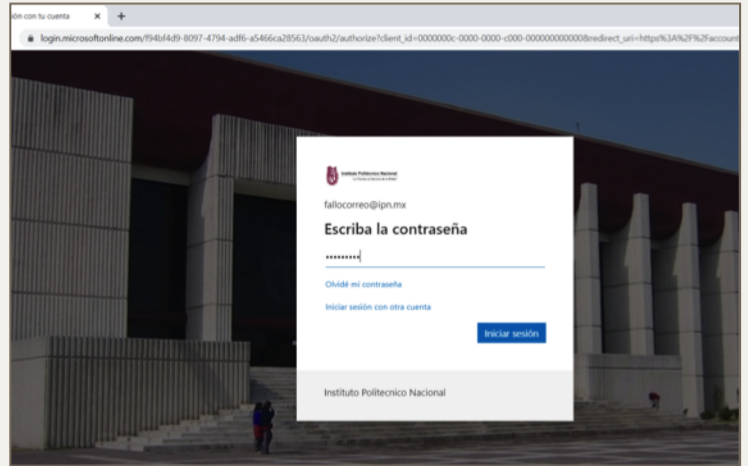 ón con tu cuenta
login.microsoftonline.com/f94bf4d9-8097-4794-adf6-a5466ca28563/oauth2/authorize?client_id=0000000c-0000-0000-c000-000000000000&redirect_uri=https%3A%2F%2Faccount
Instituto Politécnico Nacional
fallocorreo@ipn.mx
Escriba la contraseña
•••••••••
Olvidé mi contraseña
Iniciar sesión con otra cuenta
Iniciar sesión
Instituto Politecnico Nacional